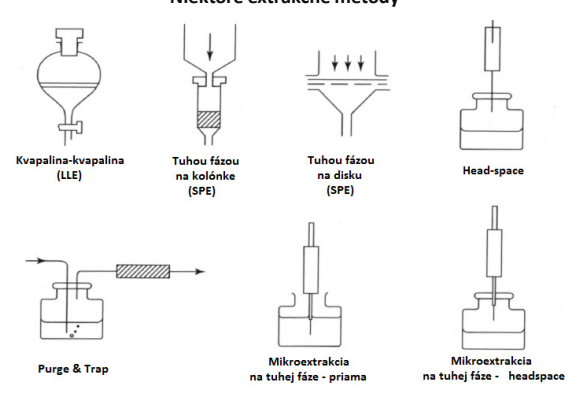 Niektoré extrakčné metódy
Kvapalina-kvapalina
(LLE)
Tuhou fázou
na kolónke
(SPE)
Tuhou fázou
na disku
(SPE)
Head-space
Purge & Trap
Mikroextrakcia
na tuhej fáze - priama
Mikroextrakcia
na tuhej fáze -   headspace